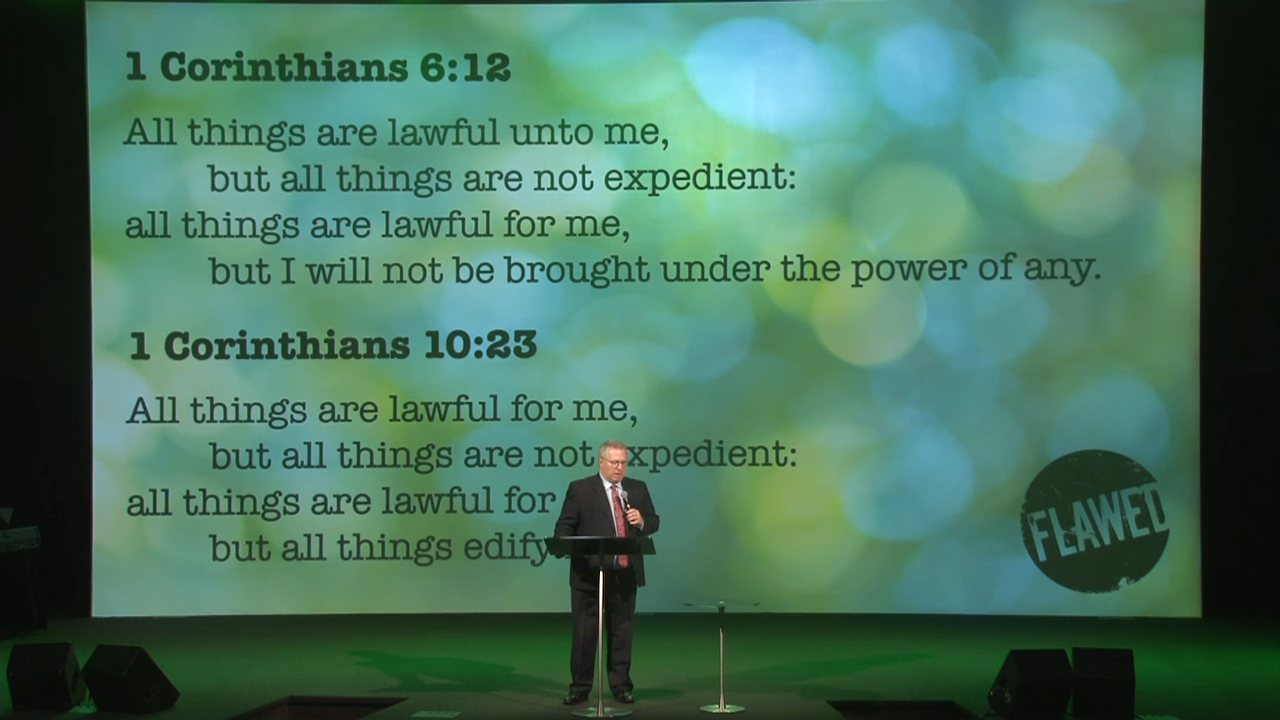 1 Corinthians 6:12
All things are lawful unto me,
but all things are not expedient:
all things are lawful for me,
but I will not be brought under the power of any.
1 Corinthians 10:23
All things are lawful for me,
but all things are not expedient:
all things are lawful for
but all things edify
FLAWED